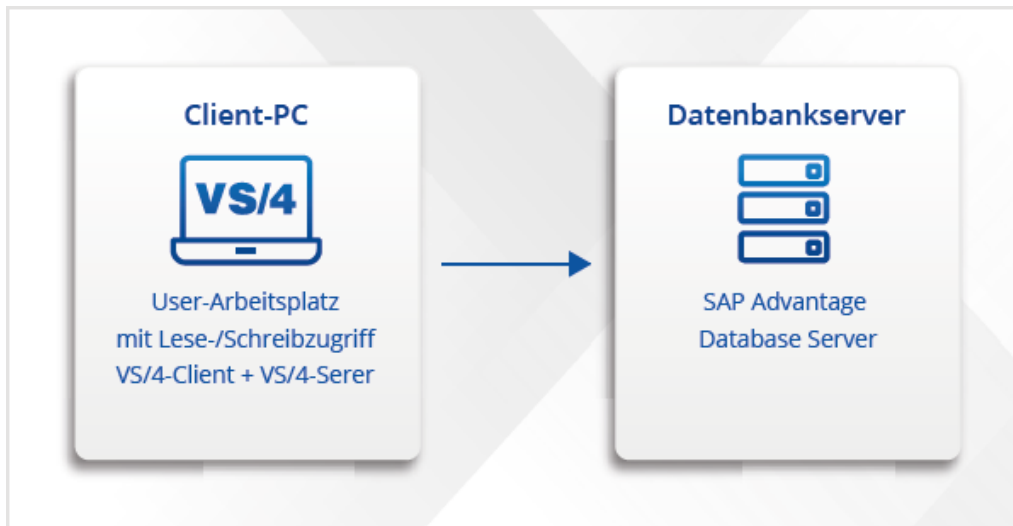 Client-PC
VS/4
User-Arbeitsplatz
mit Lese-/Schreibzugriff
VS/4-Client + VS/4-Serer
Datenbankserver
SAP Advantage
Database Server